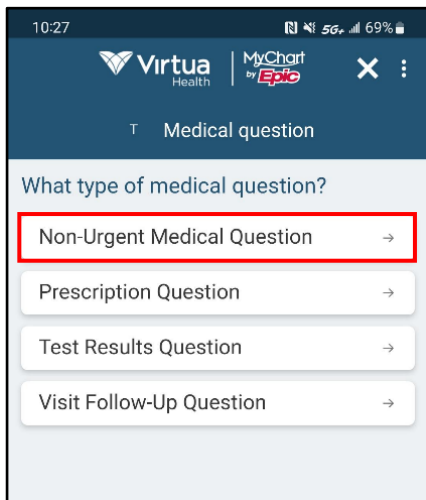 10:27 5G+ 69%
Virtua Health MyChart by Epic
T Medical question
What type of medical question?
Non-Urgent Medical Question
Prescription Question
Test Results Question
Visit Follow-Up Question